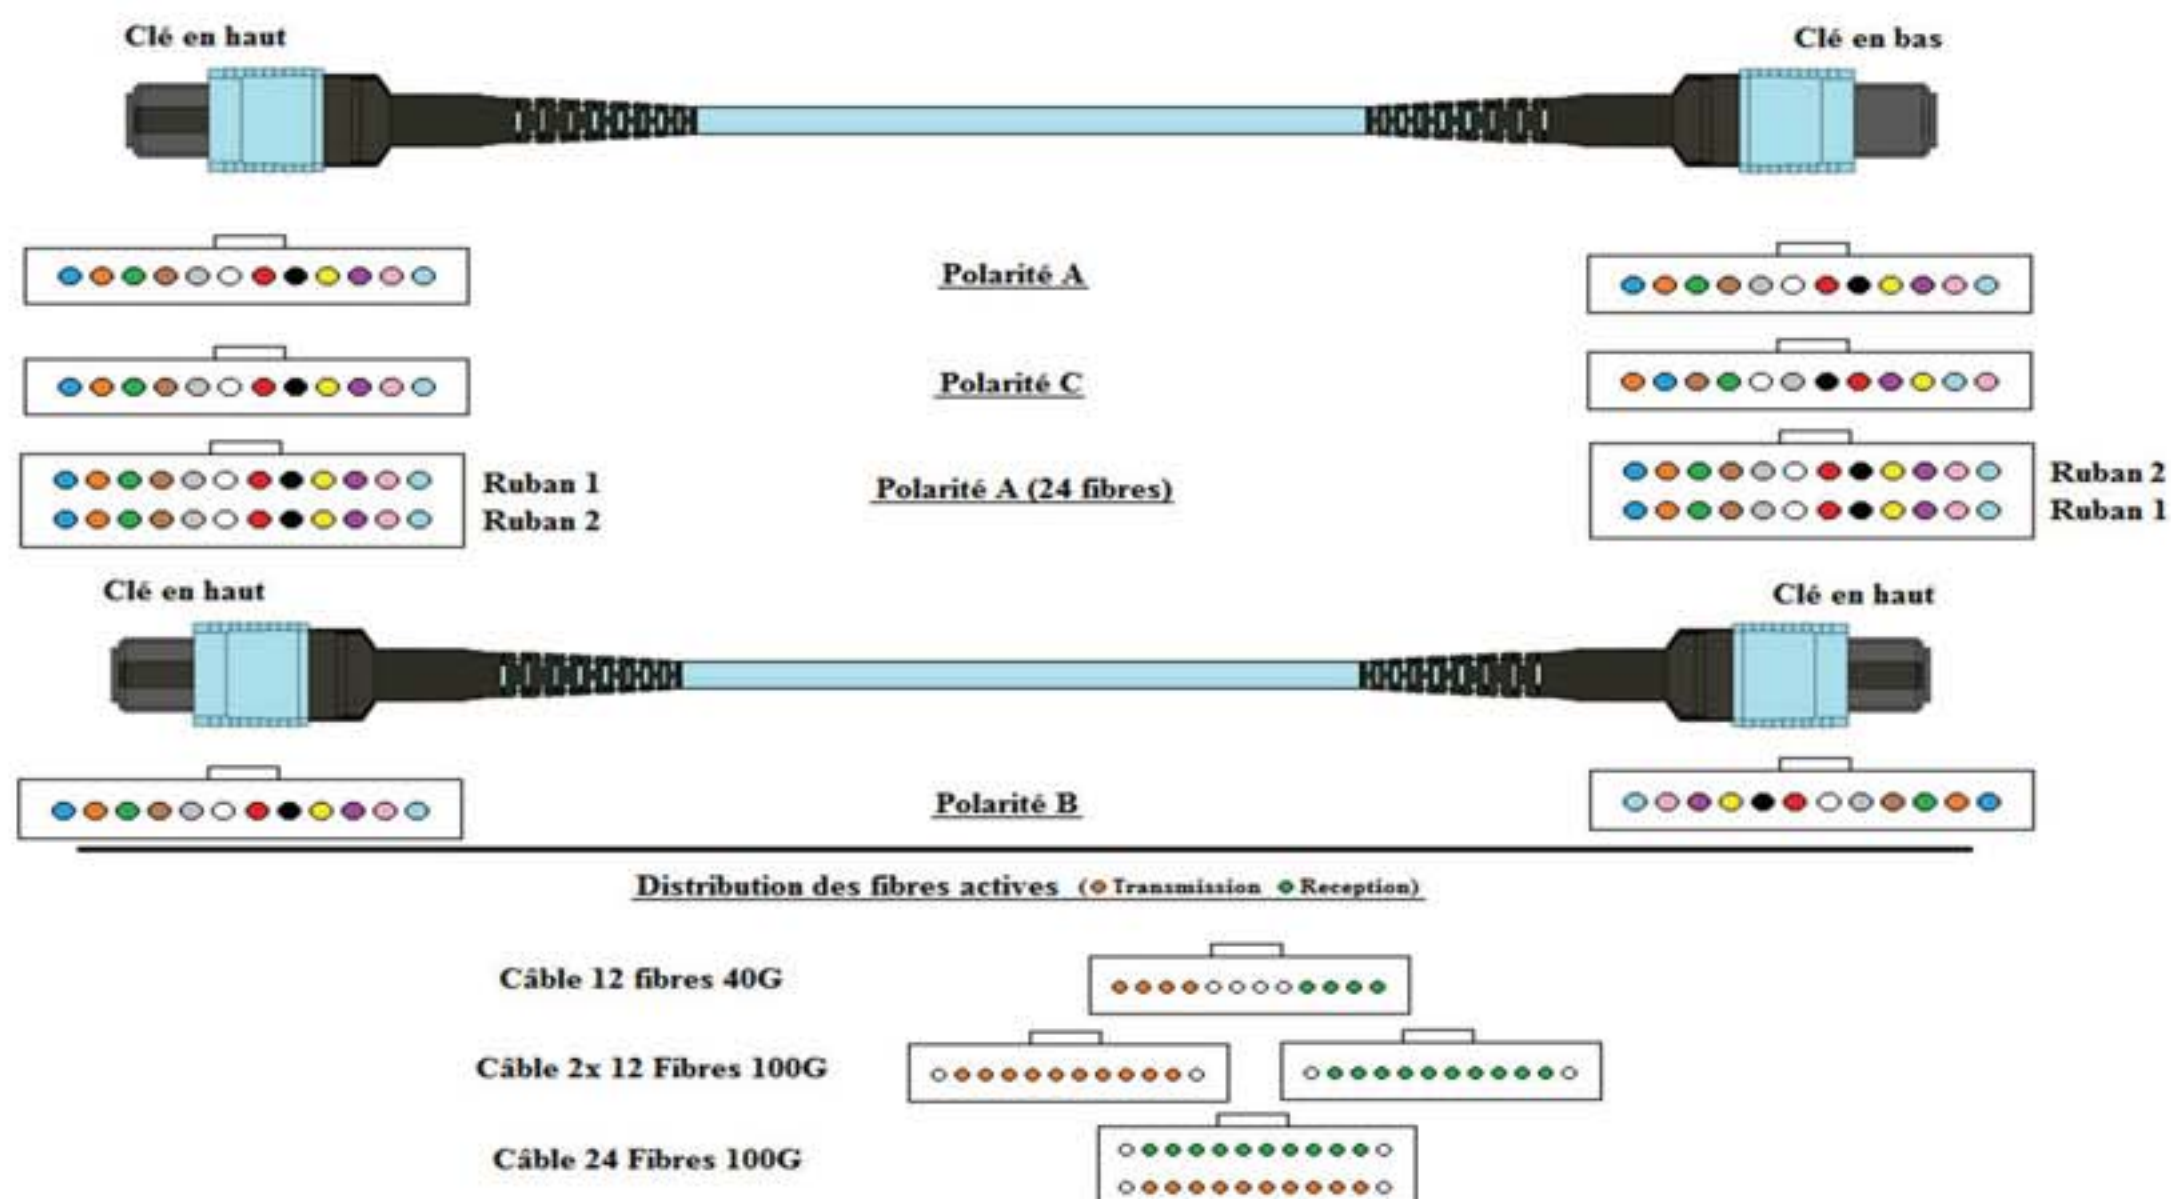 Clé en haut
Clé en bas
Polarité A
Polarité C
Ruban 1
Ruban 2
Polarité A (24 fibres)
Ruban 2
Ruban 1
Clé en haut
Clé en haut
Polarité B
Distribution des fibres actives (Transmission Reception)
Câble 12 fibres 40G
Câble 2x 12 Fibres 100G
Câble 24 Fibres 100G